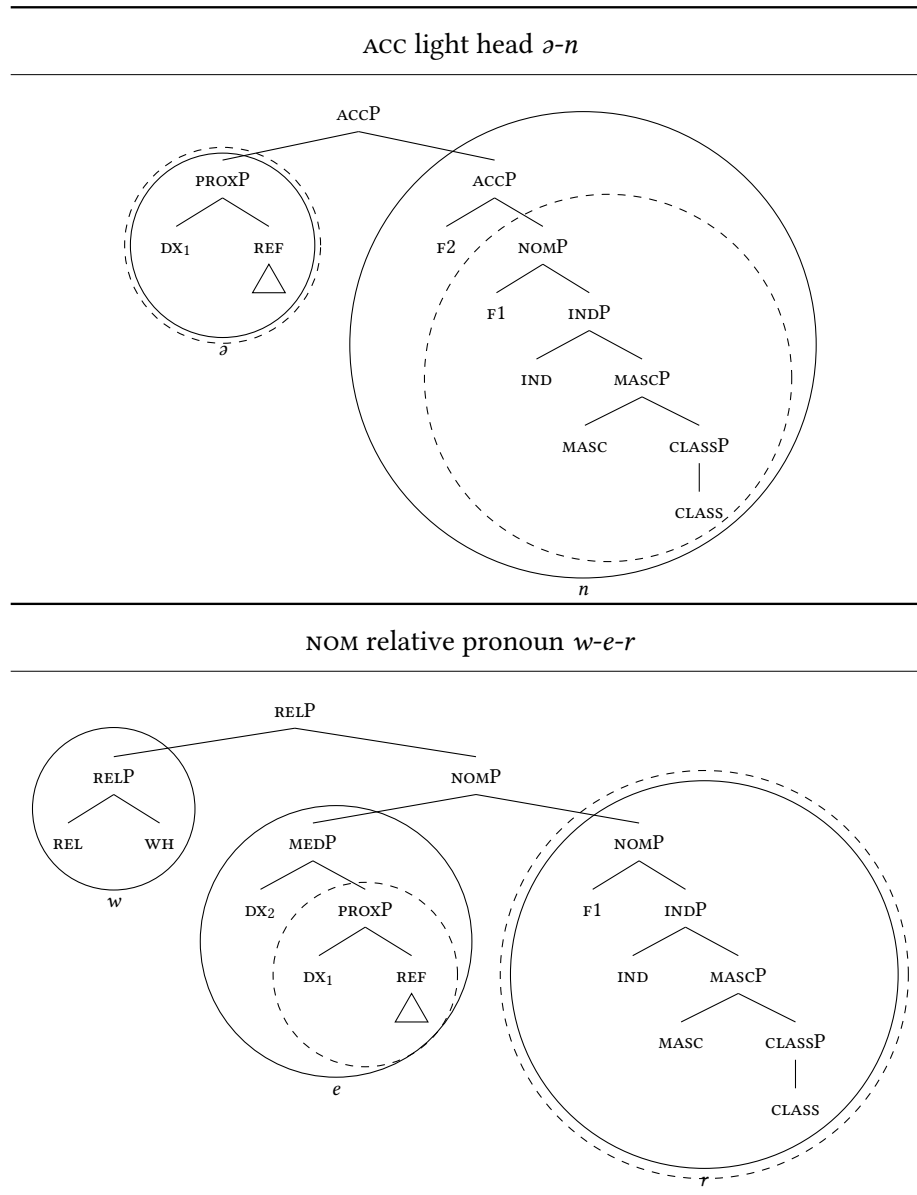 ACC light head ə-n
ACCP
PROXP ACCP
DX1 REF F2 NOMP
ə
F1 INDP
IND MASCP
MASC CLASSP
CLASS
n
NOM relative pronoun w-e-r
RELP
RELP NOMP
REL WH MEDP NOMP
w
DX2 PROXP F1 INDP
DX1 REF IND MASCP
MASC CLASSP
e
CLASS
r